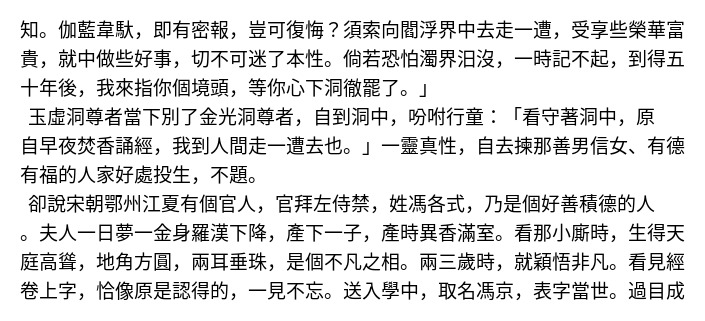 知。伽藍韋馱，即有密報，豈可復悔？須索向閻浮界中去走一遭，受享些榮華富
貴，就中做些好事，切不可迷了本性。倘若恐怕濁界汩沒，一時記不起，到得五
十年後，我來指你個境頭，等你心下洞徹罷了。」
玉虛洞尊者當下別了金光洞尊者，自到洞中，吩咐行童：「看守著洞中，原
自早夜焚香誦經，我到人間走一遭去也。」一靈真性，自去揀那善男信女、有德
有福的人家好處投生，不題。
卻說宋朝鄂州江夏有個官人，官拜左侍禁，姓馮各式，乃是個好善積德的人
。夫人一日夢一金身羅漢下降，產下一子，產時異香滿室。看那小廝時，生得天
庭高聳，地角方圓，兩耳垂珠，是個不凡之相。兩三歲時，就穎悟非凡。看見經
卷上字，恰像原是認得的，一見不忘。送入學中，取名馮京，表字當世。過目成